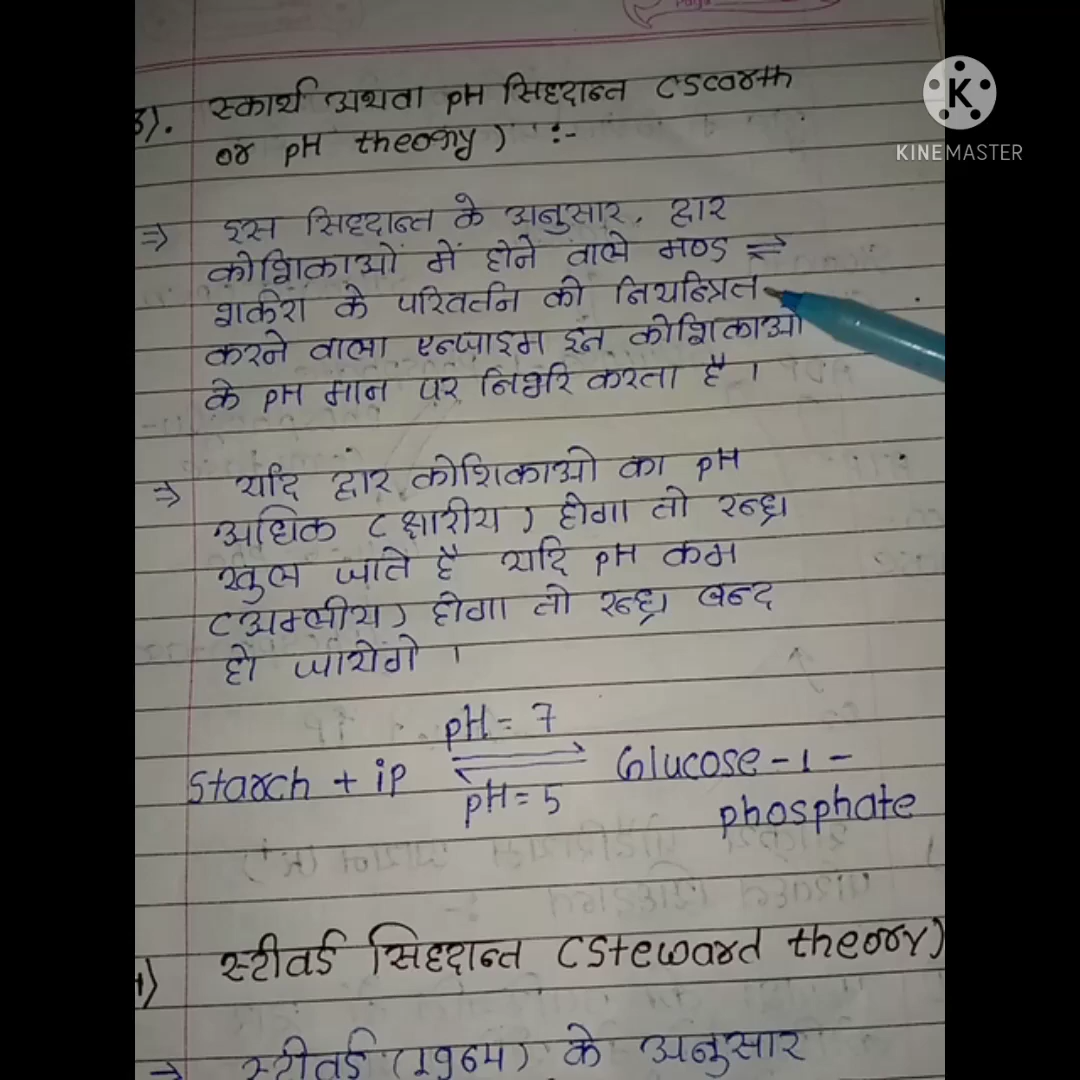 KINEMASTER
3). स्कार्थ अथवा pH सिद्दान्त (Scarth
or pH theory) :-
⇒ इस सिद्दान्त के अनुसार, द्वार
कोशिकाओं में होने वाले मण्ड ⇌
शर्करा के परिवर्तन को नियन्त्रित
करने वाला एन्जाइम इन कोशिकाओ
के pH मान पर निर्भर करता है ।
⇒ यदि द्वार कोशिकाओ का pH
अधिक (क्षारीय) होगा तो रन्ध्र
खुल जाते है यदि pH कम
(अम्लीय) होगा तो रन्ध्र बन्द
हो जायेगे ।
pH = 7
Starch + ip ⇌ Glucose - 1 -
pH = 5
phosphate
4) स्टीवर्ड सिद्दान्त (Steward theory)
⇒ स्टीवर्ड (1964) के अनुसार